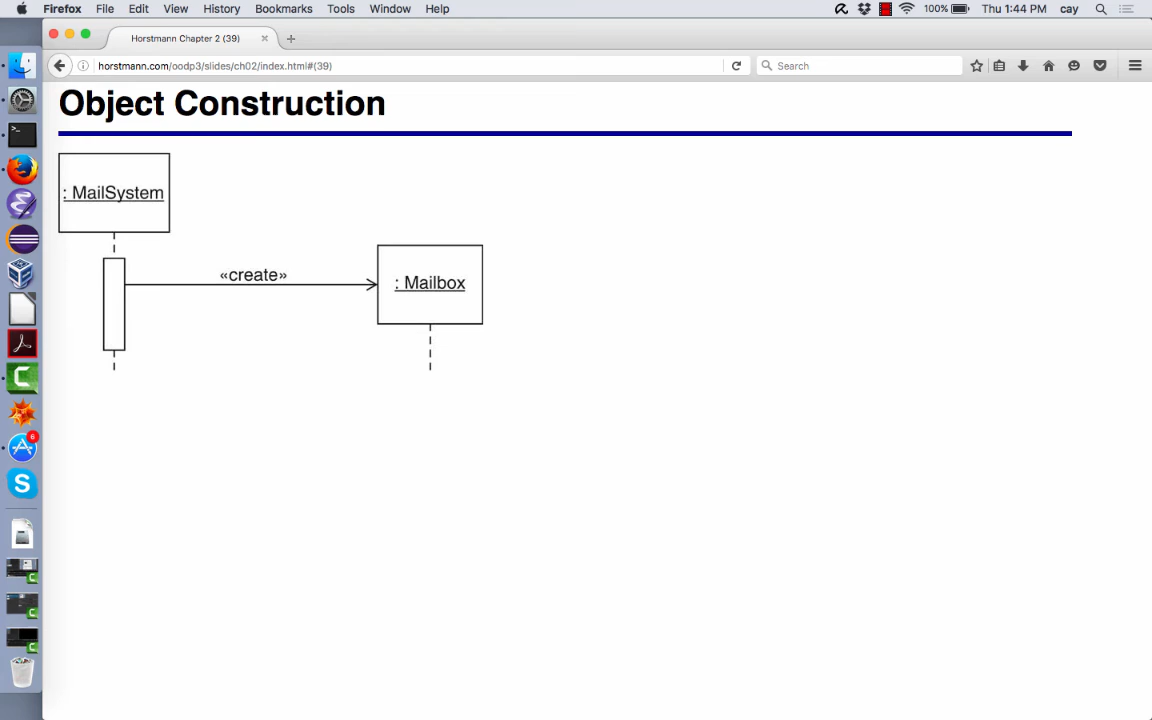 Firefox File Edit View History Bookmarks Tools Window Help 100% Thu 1:44 PM cay
Horstmann Chapter 2 (39)
horstmann.com/oodp3/slides/ch02/index.html#(39) Search
Object Construction
: MailSystem
«create»
: Mailbox
6